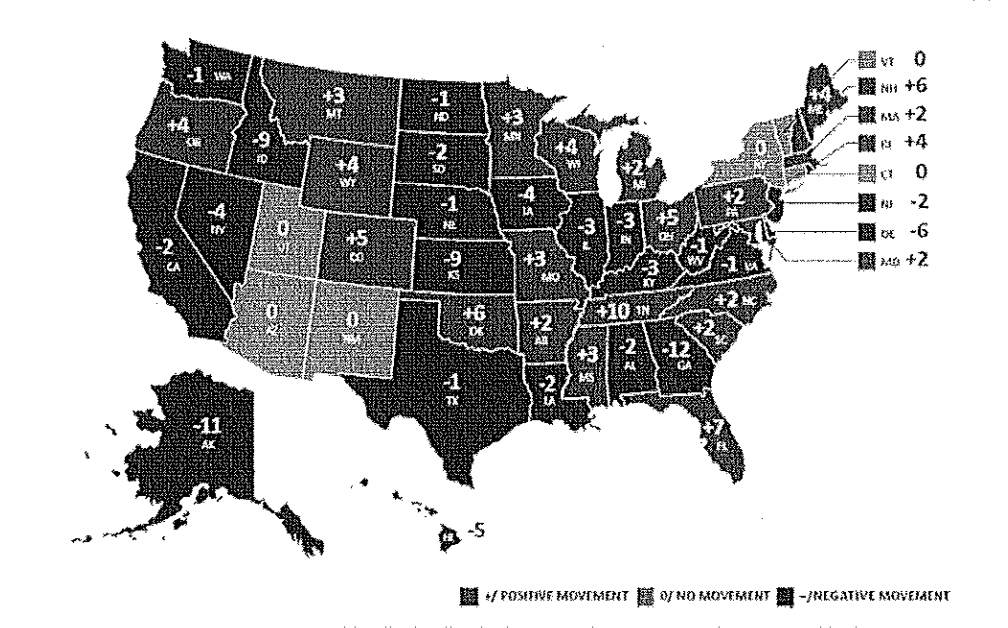 -1 WA
+3 MT
-1 ND
+3 MN
+4 OR
-9 ID
+4 WY
-2 SD
+4 WI
+2 MI
0 NY
VT 0
NH +6
MA +2
RI +4
CT 0
NJ -2
DE -6
MD +2
-4 NV
0 UT
+5 CO
-1 NE
-4 IA
-3 IL
-3 IN
+5 OH
+2 PA
-2 CA
-9 KS
+3 MO
-3 KY
-1 WV
-1 VA
0 AZ
0 NM
+6
+2 AR
+10 TN
+2 NC
+2 SC
-1 TX
-2 LA
+3 MS
-2 AL
-12 GA
+7 FL
-11 AK
-5
+/ POSITIVE MOVEMENT 0/ NO MOVEMENT -/NEGATIVE MOVEMENT